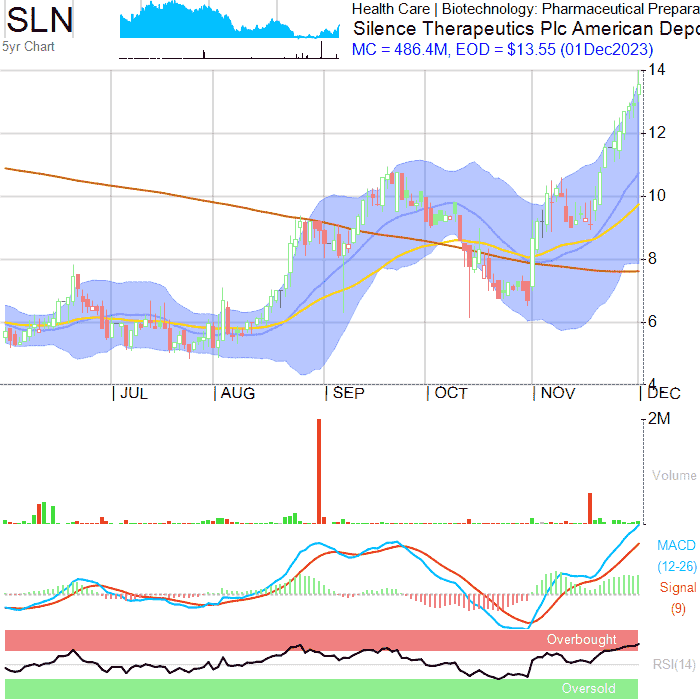 SLN
5yr Chart
Health Care | Biotechnology: Pharmaceutical Prepara
Silence Therapeutics Plc American Depo
MC = 486.4M, EOD = $13.55 (01Dec2023)
14
12
10
8
6
4
JUL
AUG
SEP
OCT
NOV
DEC
2M
Volume
MACD
(12-26)
Signal
(9)
Overbought
RSI(14)
Oversold